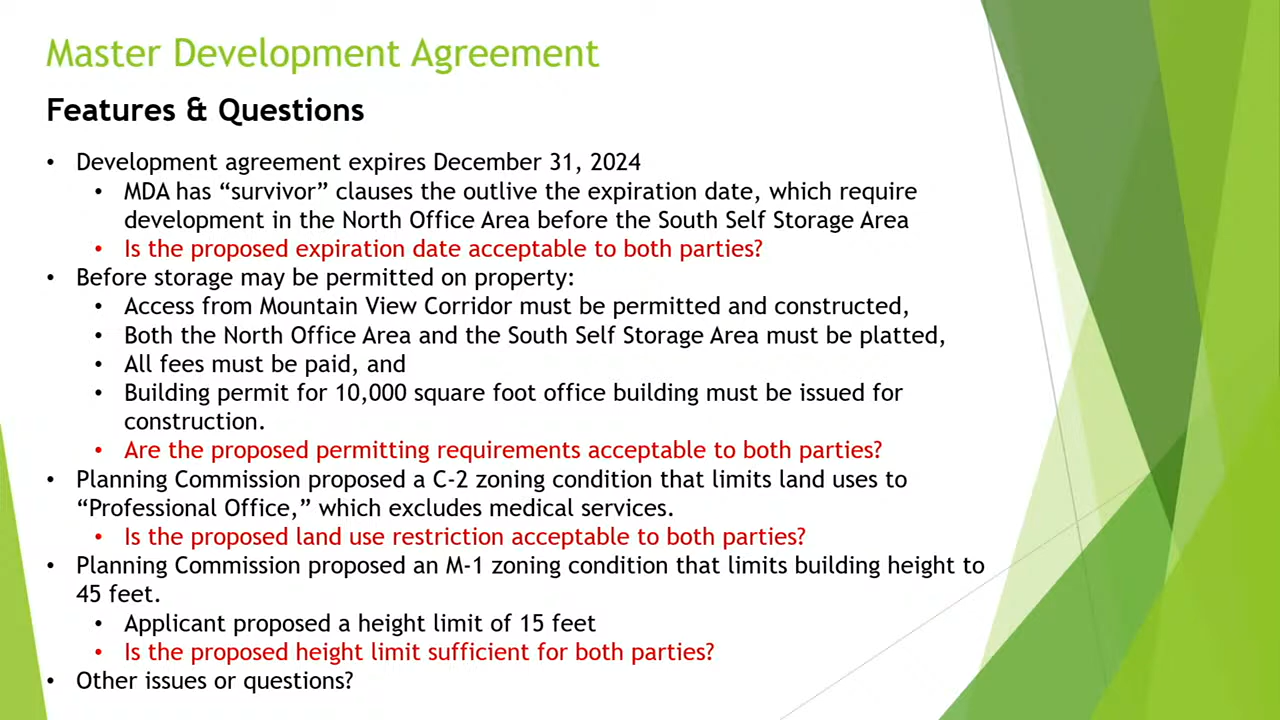 Master Development Agreement
Features & Questions
• Development agreement expires December 31, 2024
• MDA has “survivor” clauses the outlive the expiration date, which require
development in the North Office Area before the South Self Storage Area
• Is the proposed expiration date acceptable to both parties?
• Before storage may be permitted on property:
• Access from Mountain View Corridor must be permitted and constructed,
• Both the North Office Area and the South Self Storage Area must be platted,
• All fees must be paid, and
• Building permit for 10,000 square foot office building must be issued for
construction.
• Are the proposed permitting requirements acceptable to both parties?
• Planning Commission proposed a C-2 zoning condition that limits land uses to
“Professional Office,” which excludes medical services.
• Is the proposed land use restriction acceptable to both parties?
• Planning Commission proposed an M-1 zoning condition that limits building height to
45 feet.
• Applicant proposed a height limit of 15 feet
• Is the proposed height limit sufficient for both parties?
• Other issues or questions?